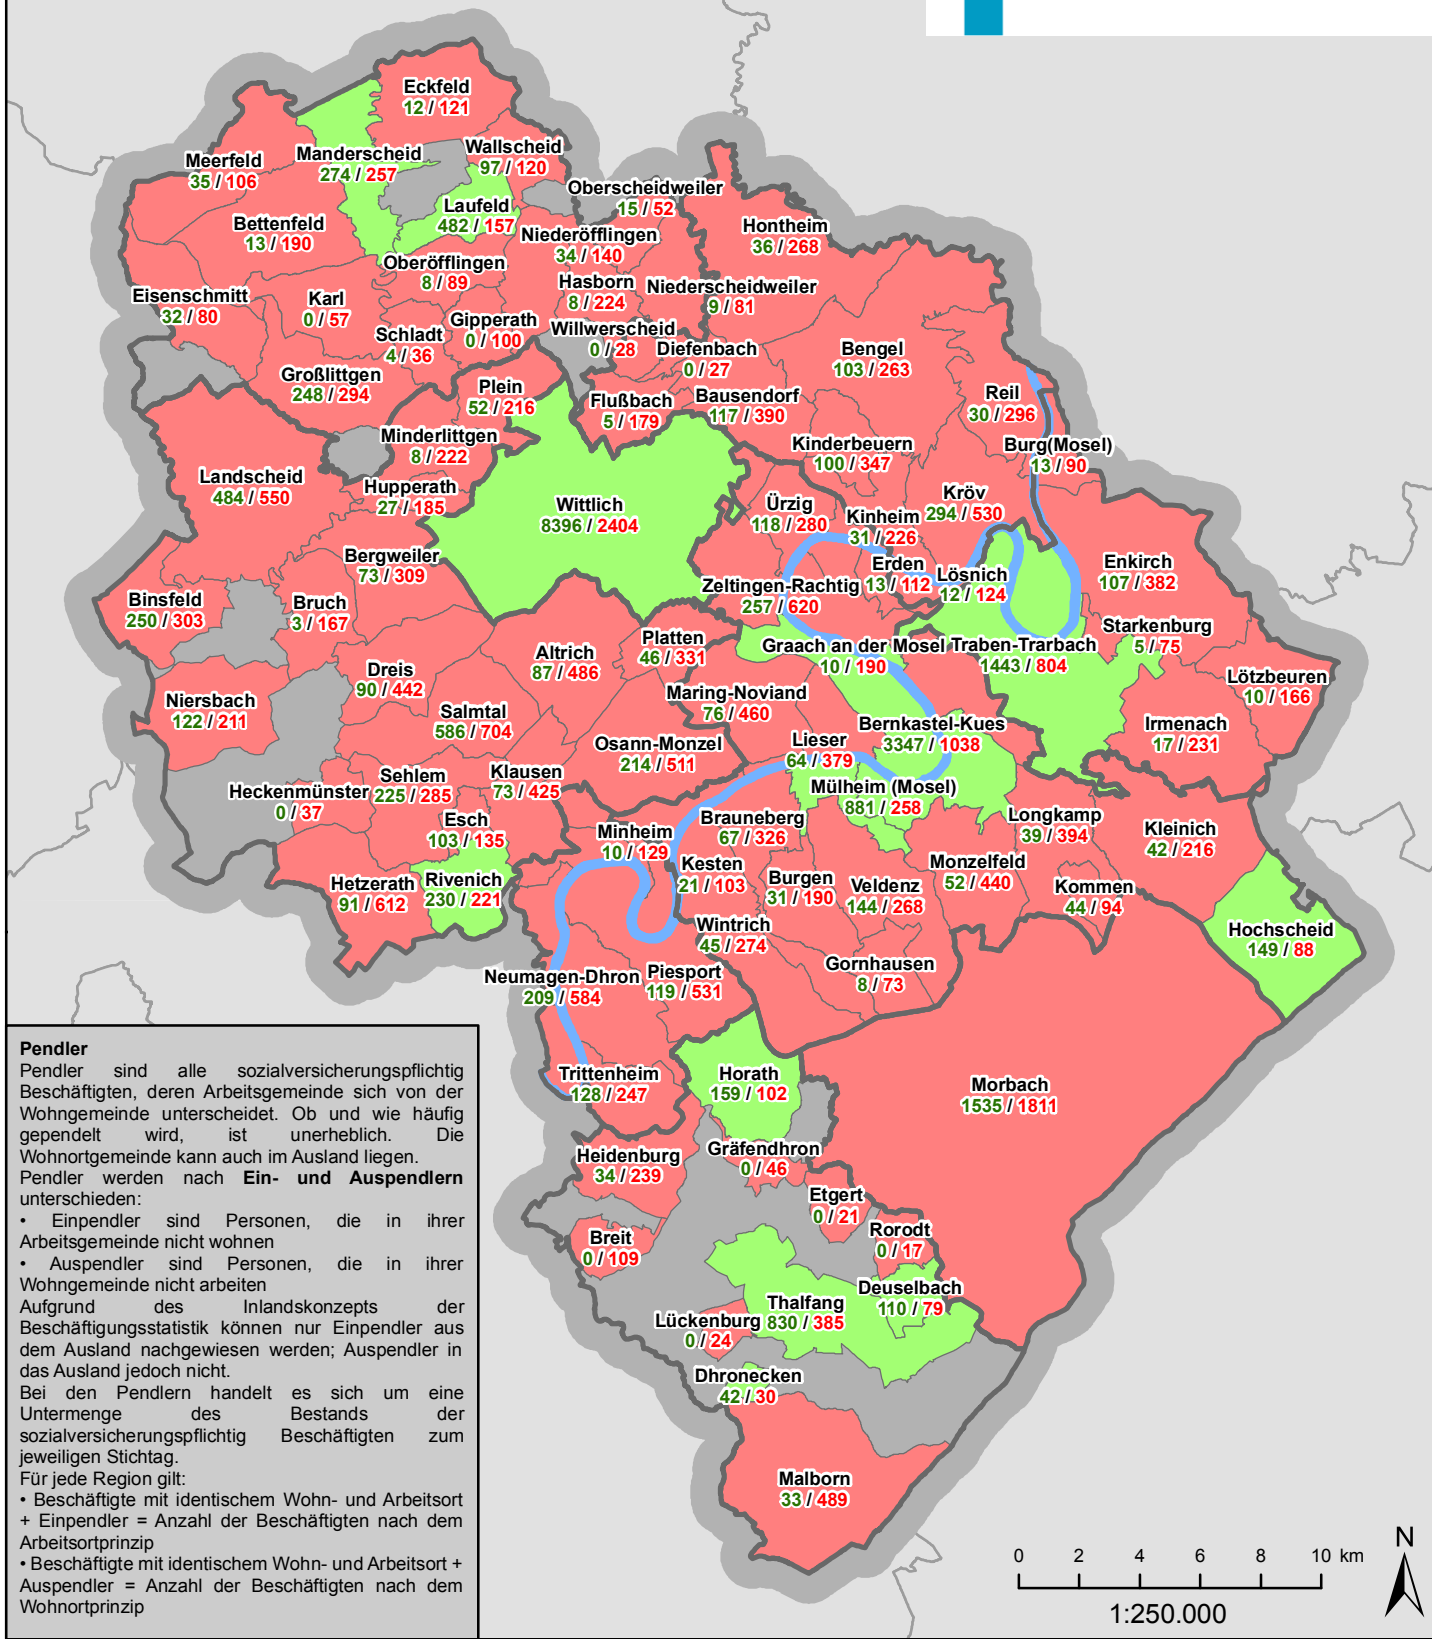 Eckfeld
12 / 121
Meerfeld
35 / 106
Manderscheid
274 / 257
Wallscheid
97 / 120
Oberscheidweiler
15 / 52
Laufeld
482 / 157
Bettenfeld
13 / 190
Niederöfflingen
34 / 140
Hontheim
36 / 268
Oberöfflingen
8 / 89
Hasborn
8 / 224
Niederscheidweiler
9 / 81
Eisenschmitt
32 / 80
Karl
0 / 57
Schladt
4 / 36
Gipperath
0 / 100
Willwerscheid
0 / 28
Diefenbach
0 / 27
Bengel
103 / 263
Großlittgen
248 / 294
Plein
52 / 216
Flußbach
5 / 179
Bausendorf
117 / 390
Reil
30 / 296
Minderlittgen
8 / 222
Kinderbeuern
100 / 347
Burg(Mosel)
13 / 90
Landscheid
484 / 550
Hupperath
27 / 185
Wittlich
8396 / 2404
Ürzig
118 / 280
Kinheim
31 / 226
Kröv
294 / 530
Bergweiler
73 / 309
Erden
13 / 112
Lösnich
12 / 124
Enkirch
107 / 382
Binsfeld
250 / 303
Bruch
3 / 167
Zeltingen-Rachtig
257 / 620
Starkenburg
5 / 75
Altrich
87 / 486
Platten
46 / 331
Graach an der Mosel
10 / 190
Traben-Trarbach
1443 / 804
Dreis
90 / 442
Lötzbeuren
10 / 166
Niersbach
122 / 211
Salmtal
586 / 704
Maring-Noviand
76 / 460
Bernkastel-Kues
3347 / 1038
Irmenach
17 / 231
Osann-Monzel
214 / 511
Lieser
64 / 379
Heckenmünster
0 / 37
Sehlem
225 / 285
Klausen
73 / 425
Mülheim (Mosel)
881 / 258
Esch
103 / 135
Minheim
10 / 129
Brauneberg
67 / 326
Longkamp
39 / 394
Kleinich
42 / 216
Hetzerath
91 / 612
Rivenich
230 / 221
Kesten
21 / 103
Burgen
31 / 190
Veldenz
144 / 268
Monzelfeld
52 / 440
Kommen
44 / 94
Wintrich
45 / 274
Hochscheid
149 / 88
Neumagen-Dhron
209 / 584
Piesport
119 / 531
Gornhausen
8 / 73
Trittenheim
128 / 247
Horath
159 / 102
Morbach
1535 / 1811
Heidenburg
34 / 239
Gräfendhron
0 / 46
Etgert
0 / 21
Breit
0 / 109
Rorodt
0 / 17
Deuselbach
110 / 79
Lückenburg
0 / 24
Thalfang
830 / 385
Dhronecken
42 / 30
Malborn
33 / 489
Pendler
Pendler sind alle sozialversicherungspflichtig
Beschäftigten, deren Arbeitsgemeinde sich von der
Wohngemeinde unterscheidet. Ob und wie häufig
gependelt wird, ist unerheblich. Die
Wohnortgemeinde kann auch im Ausland liegen.
Pendler werden nach Ein- und Auspendlern
unterschieden:
• Einpendler sind Personen, die in ihrer
Arbeitsgemeinde nicht wohnen
• Auspendler sind Personen, die in ihrer
Wohngemeinde nicht arbeiten
Aufgrund des Inlandskonzepts der
Beschäftigungsstatistik können nur Einpendler aus
dem Ausland nachgewiesen werden; Auspendler in
das Ausland jedoch nicht.
Bei den Pendlern handelt es sich um eine
Untermenge des Bestands der
sozialversicherungspflichtig Beschäftigten zum
jeweiligen Stichtag.
Für jede Region gilt:
• Beschäftigte mit identischem Wohn- und Arbeitsort
+ Einpendler = Anzahl der Beschäftigten nach dem
Arbeitsortprinzip
• Beschäftigte mit identischem Wohn- und Arbeitsort +
Auspendler = Anzahl der Beschäftigten nach dem
Wohnortprinzip
0 2 4 6 8 10 km
1:250.000
N